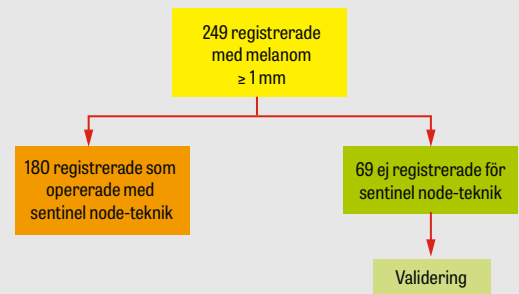 249 registrerade
med melanom
≥ 1 mm
180 registrerade som
opererade med
sentinel node-teknik
69 ej registrerade för
sentinel node-teknik
Validering